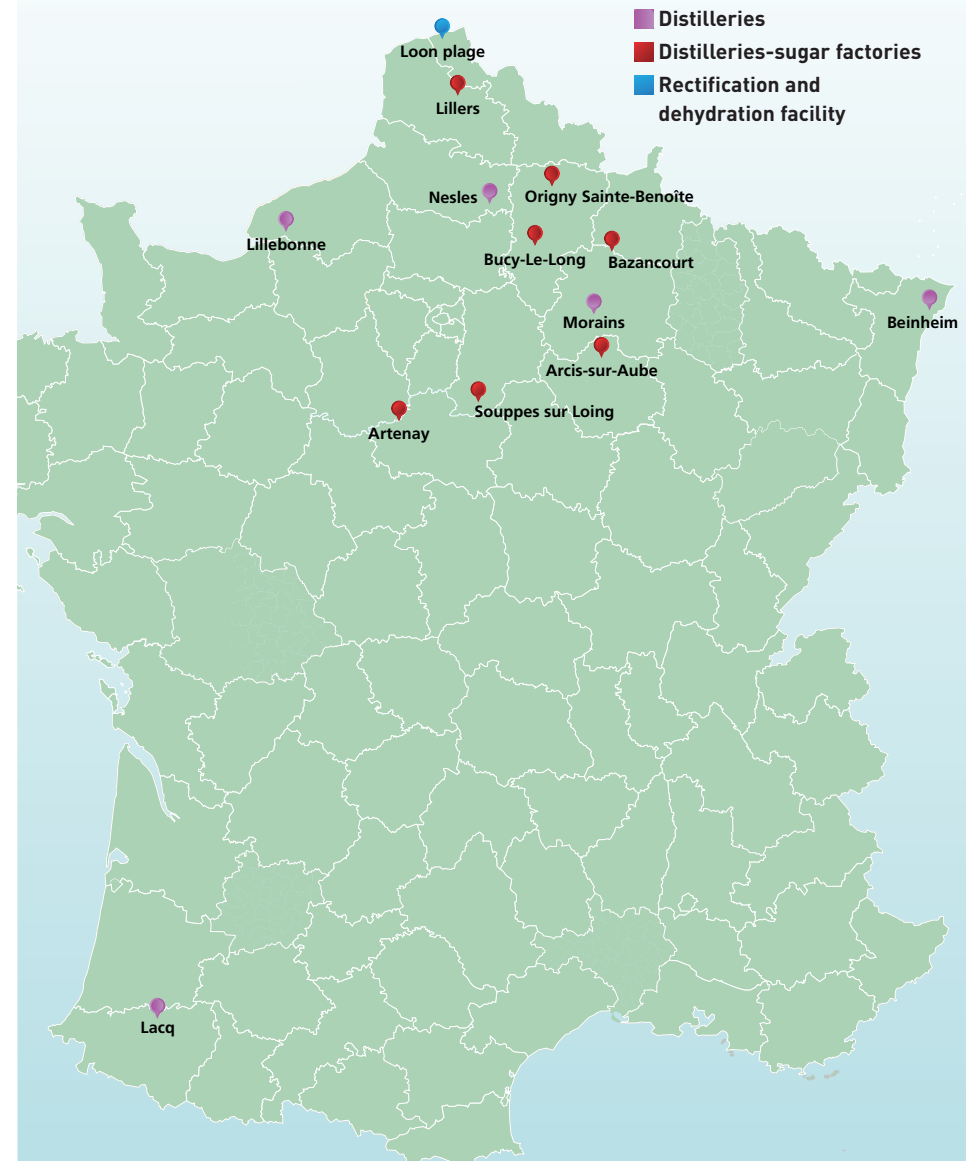 Distilleries
Distilleries-sugar factories
Rectification and
dehydration facility
Loon plage
Lillers
Nesles
Origny Sainte-Benoîte
Lillebonne
Bucy-Le-Long
Bazancourt
Morains
Beinheim
Arcis-sur-Aube
Souppes sur Loing
Artenay
Lacq